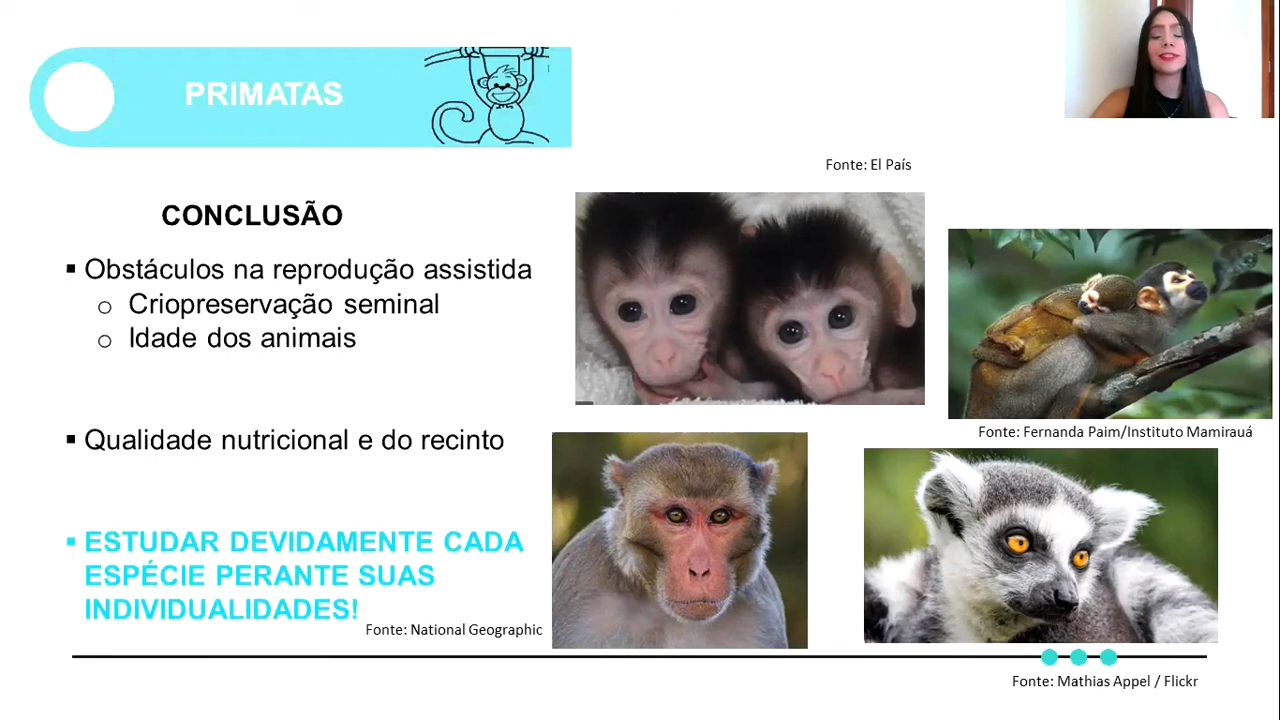 PRIMATAS
Fonte: El País
CONCLUSÃO
▪ Obstáculos na reprodução assistida
o Criopreservação seminal
o Idade dos animais
Fonte: Fernanda Paim/Instituto Mamirauá
▪ Qualidade nutricional e do recinto
▪ ESTUDAR DEVIDAMENTE CADA
ESPÉCIE PERANTE SUAS
INDIVIDUALIDADES!
Fonte: National Geographic
Fonte: Mathias Appel / Flickr